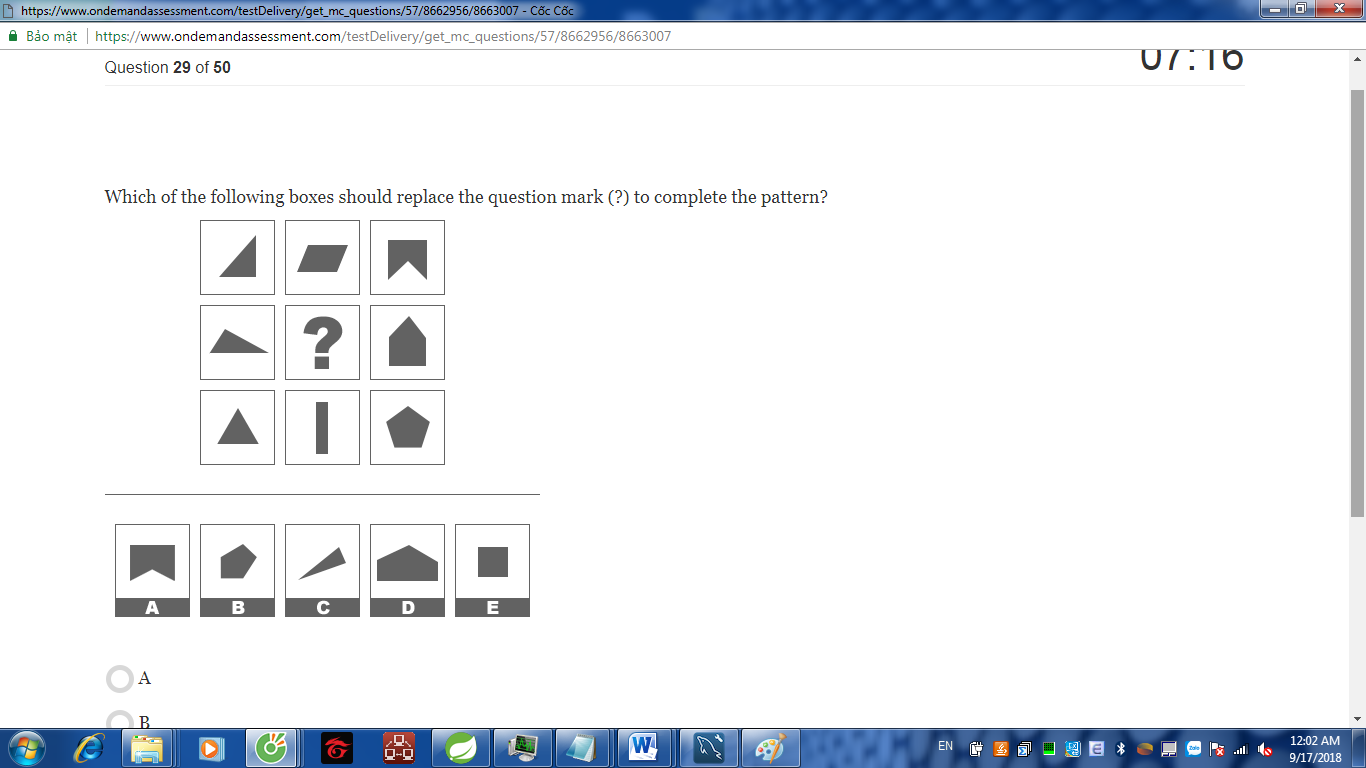 https://www.ondemandassessment.com/testDelivery/get_mc_questions/57/8662956/8663007 - Cốc Cốc
Bảo mật https://www.ondemandassessment.com/testDelivery/get_mc_questions/57/8662956/8663007
Question 29 of 50
07:16
Which of the following boxes should replace the question mark (?) to complete the pattern?
?
A B C D E
A
B
EN
12:02 AM
9/17/2018